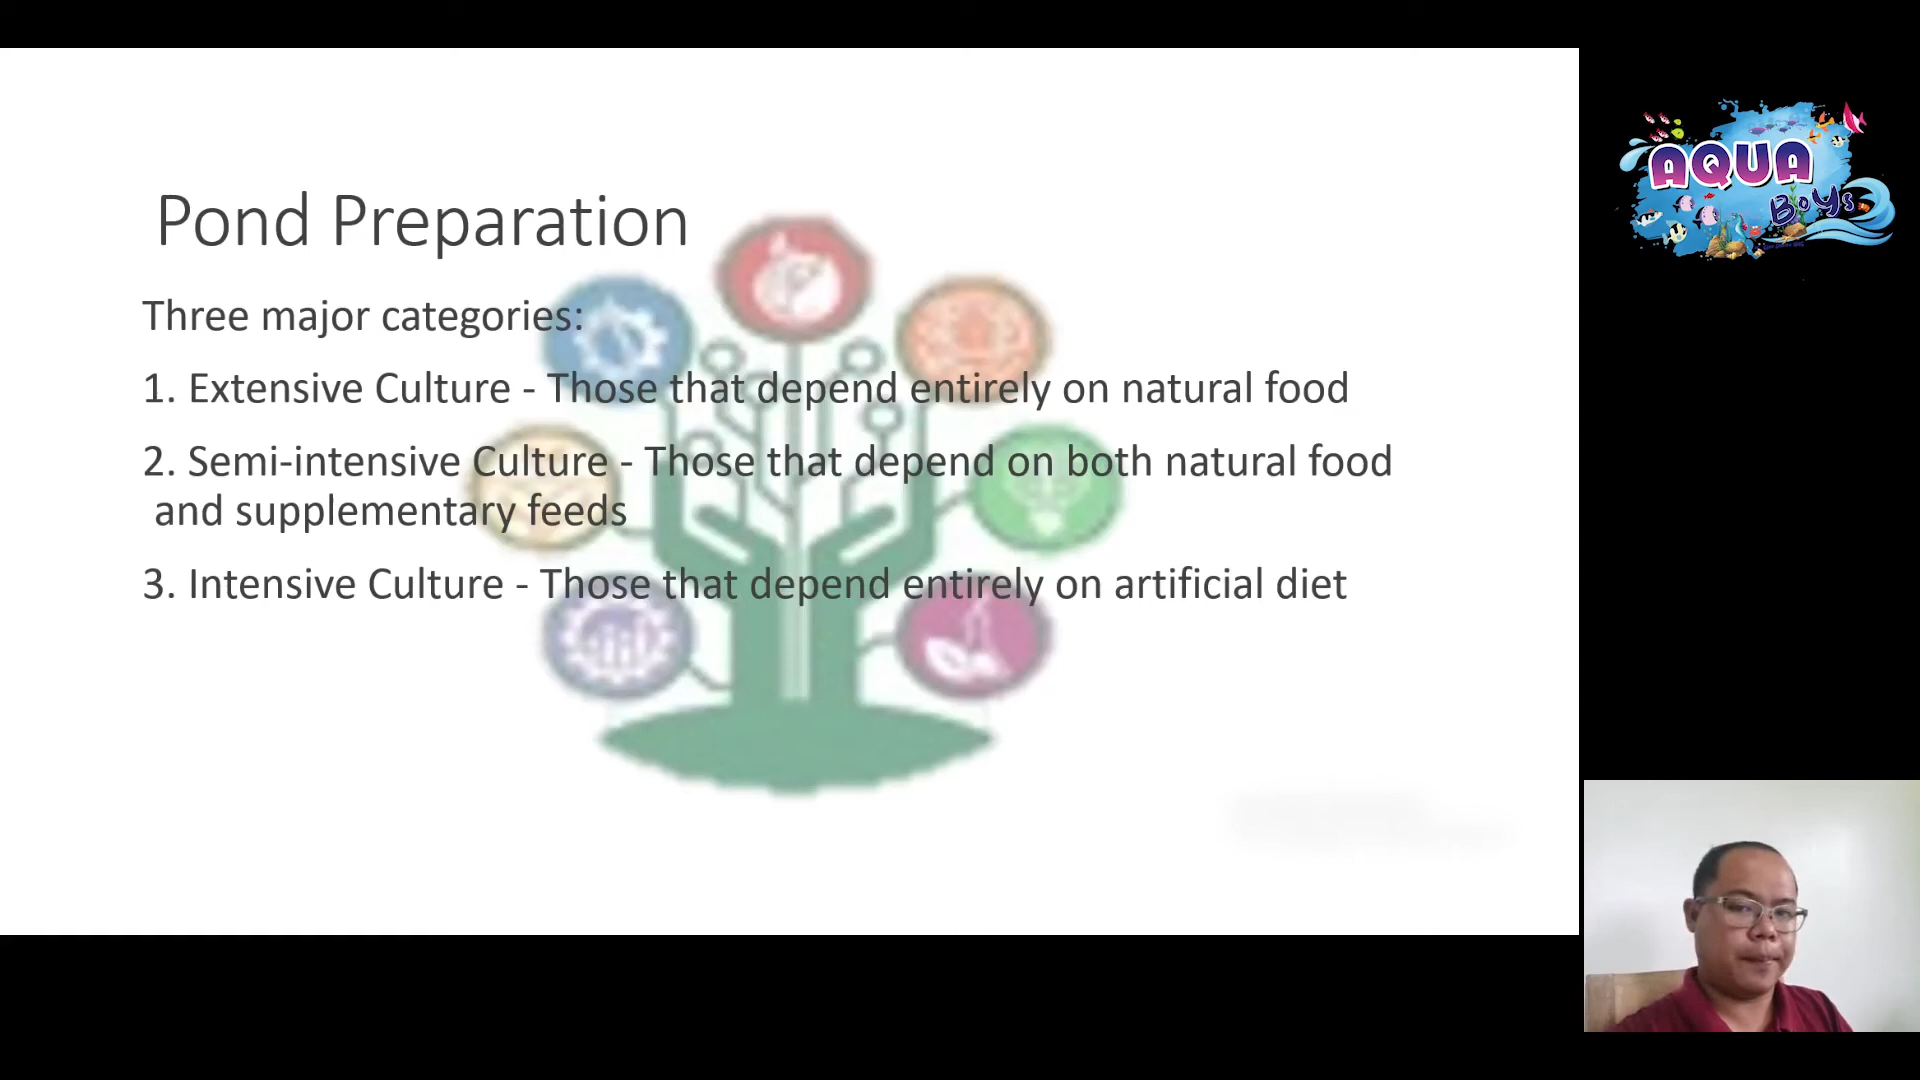 Pond Preparation
Three major categories:
1. Extensive Culture - Those that depend entirely on natural food
2. Semi-intensive Culture - Those that depend on both natural food
and supplementary feeds
3. Intensive Culture - Those that depend entirely on artificial diet
AQUA
Boys